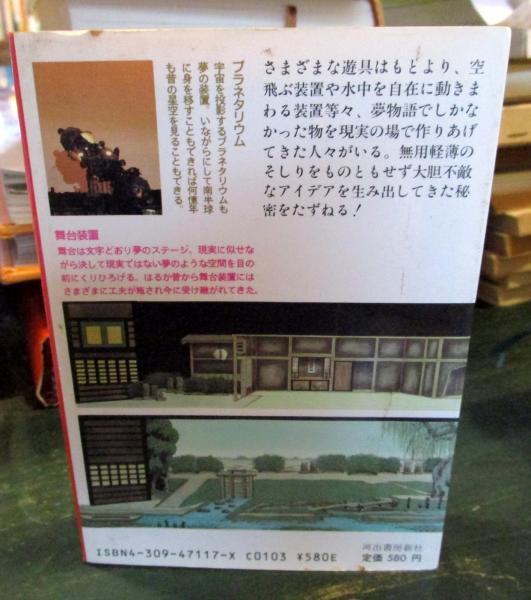 さまざまな遊具はもとより、空
飛ぶ装置や水中を自在に動きま
わる装置等々、夢物語でしかな
かった物を現実の場で作りあげ
てきた人々がいる。無用軽薄の
そしりをものともせず大胆不敵
なアイデアを生み出してきた秘
密をたずねる!
プラネタリウム
宇宙を投影するプラネタリウムも
夢の装置。いながらにして南半球
に身を移すこともできれば何億年
も昔の星空を見ることもできる。
舞台装置
舞台は文字どおり夢のステージ。現実に似せな
がら決して現実ではない夢のような空間を目の
前にくりひろげる。はるか昔から舞台装置には
さまざまに工夫が施され今に受け継がれてきた。
ISBN4-309-47117-X C0103 ¥580E
河出書房新社
定価 580 円